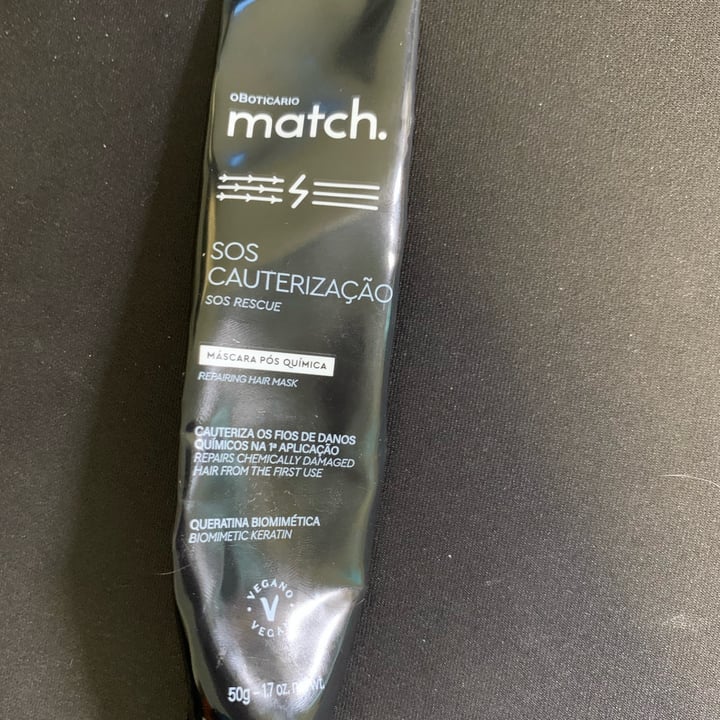 oBOTICÁRIO
match.
SOS
CAUTERIZAÇÃO
SOS RESCUE
MÁSCARA PÓS QUÍMICA
REPAIRING HAIR MASK
CAUTERIZA OS FIOS DE DANOS
QUÍMICOS NA 1ª APLICAÇÃO
REPAIRS CHEMICALLY DAMAGED
HAIR FROM THE FIRST USE
QUERATINA BIOMIMÉTICA
BIOMIMETIC KERATIN
VEGANO
V
50g - 1.7 oz.